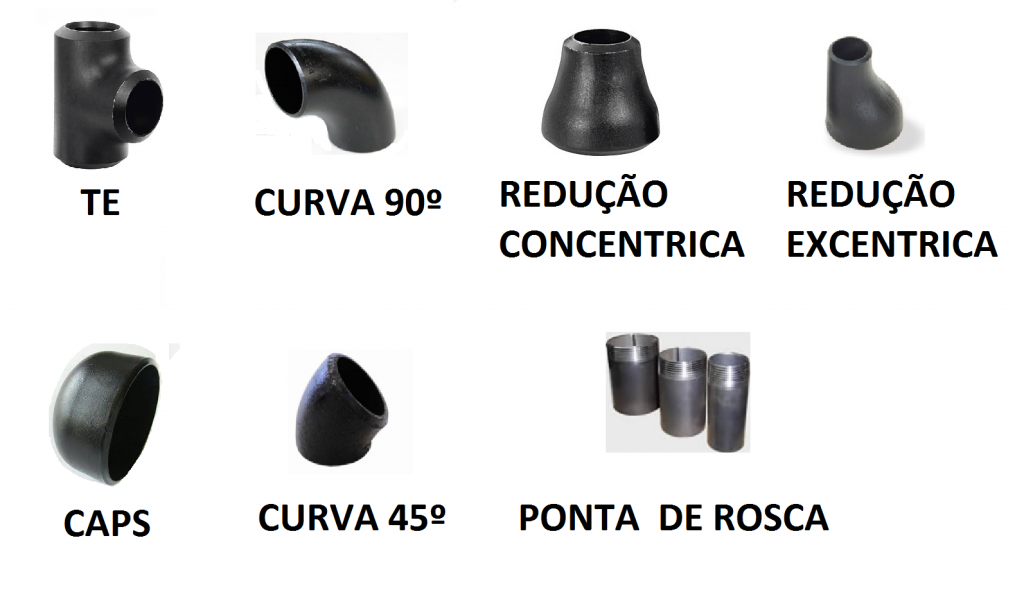 TE
CURVA 90º
REDUÇÃO
CONCENTRICA
REDUÇÃO
EXCENTRICA
CAPS
CURVA 45º
PONTA DE ROSCA